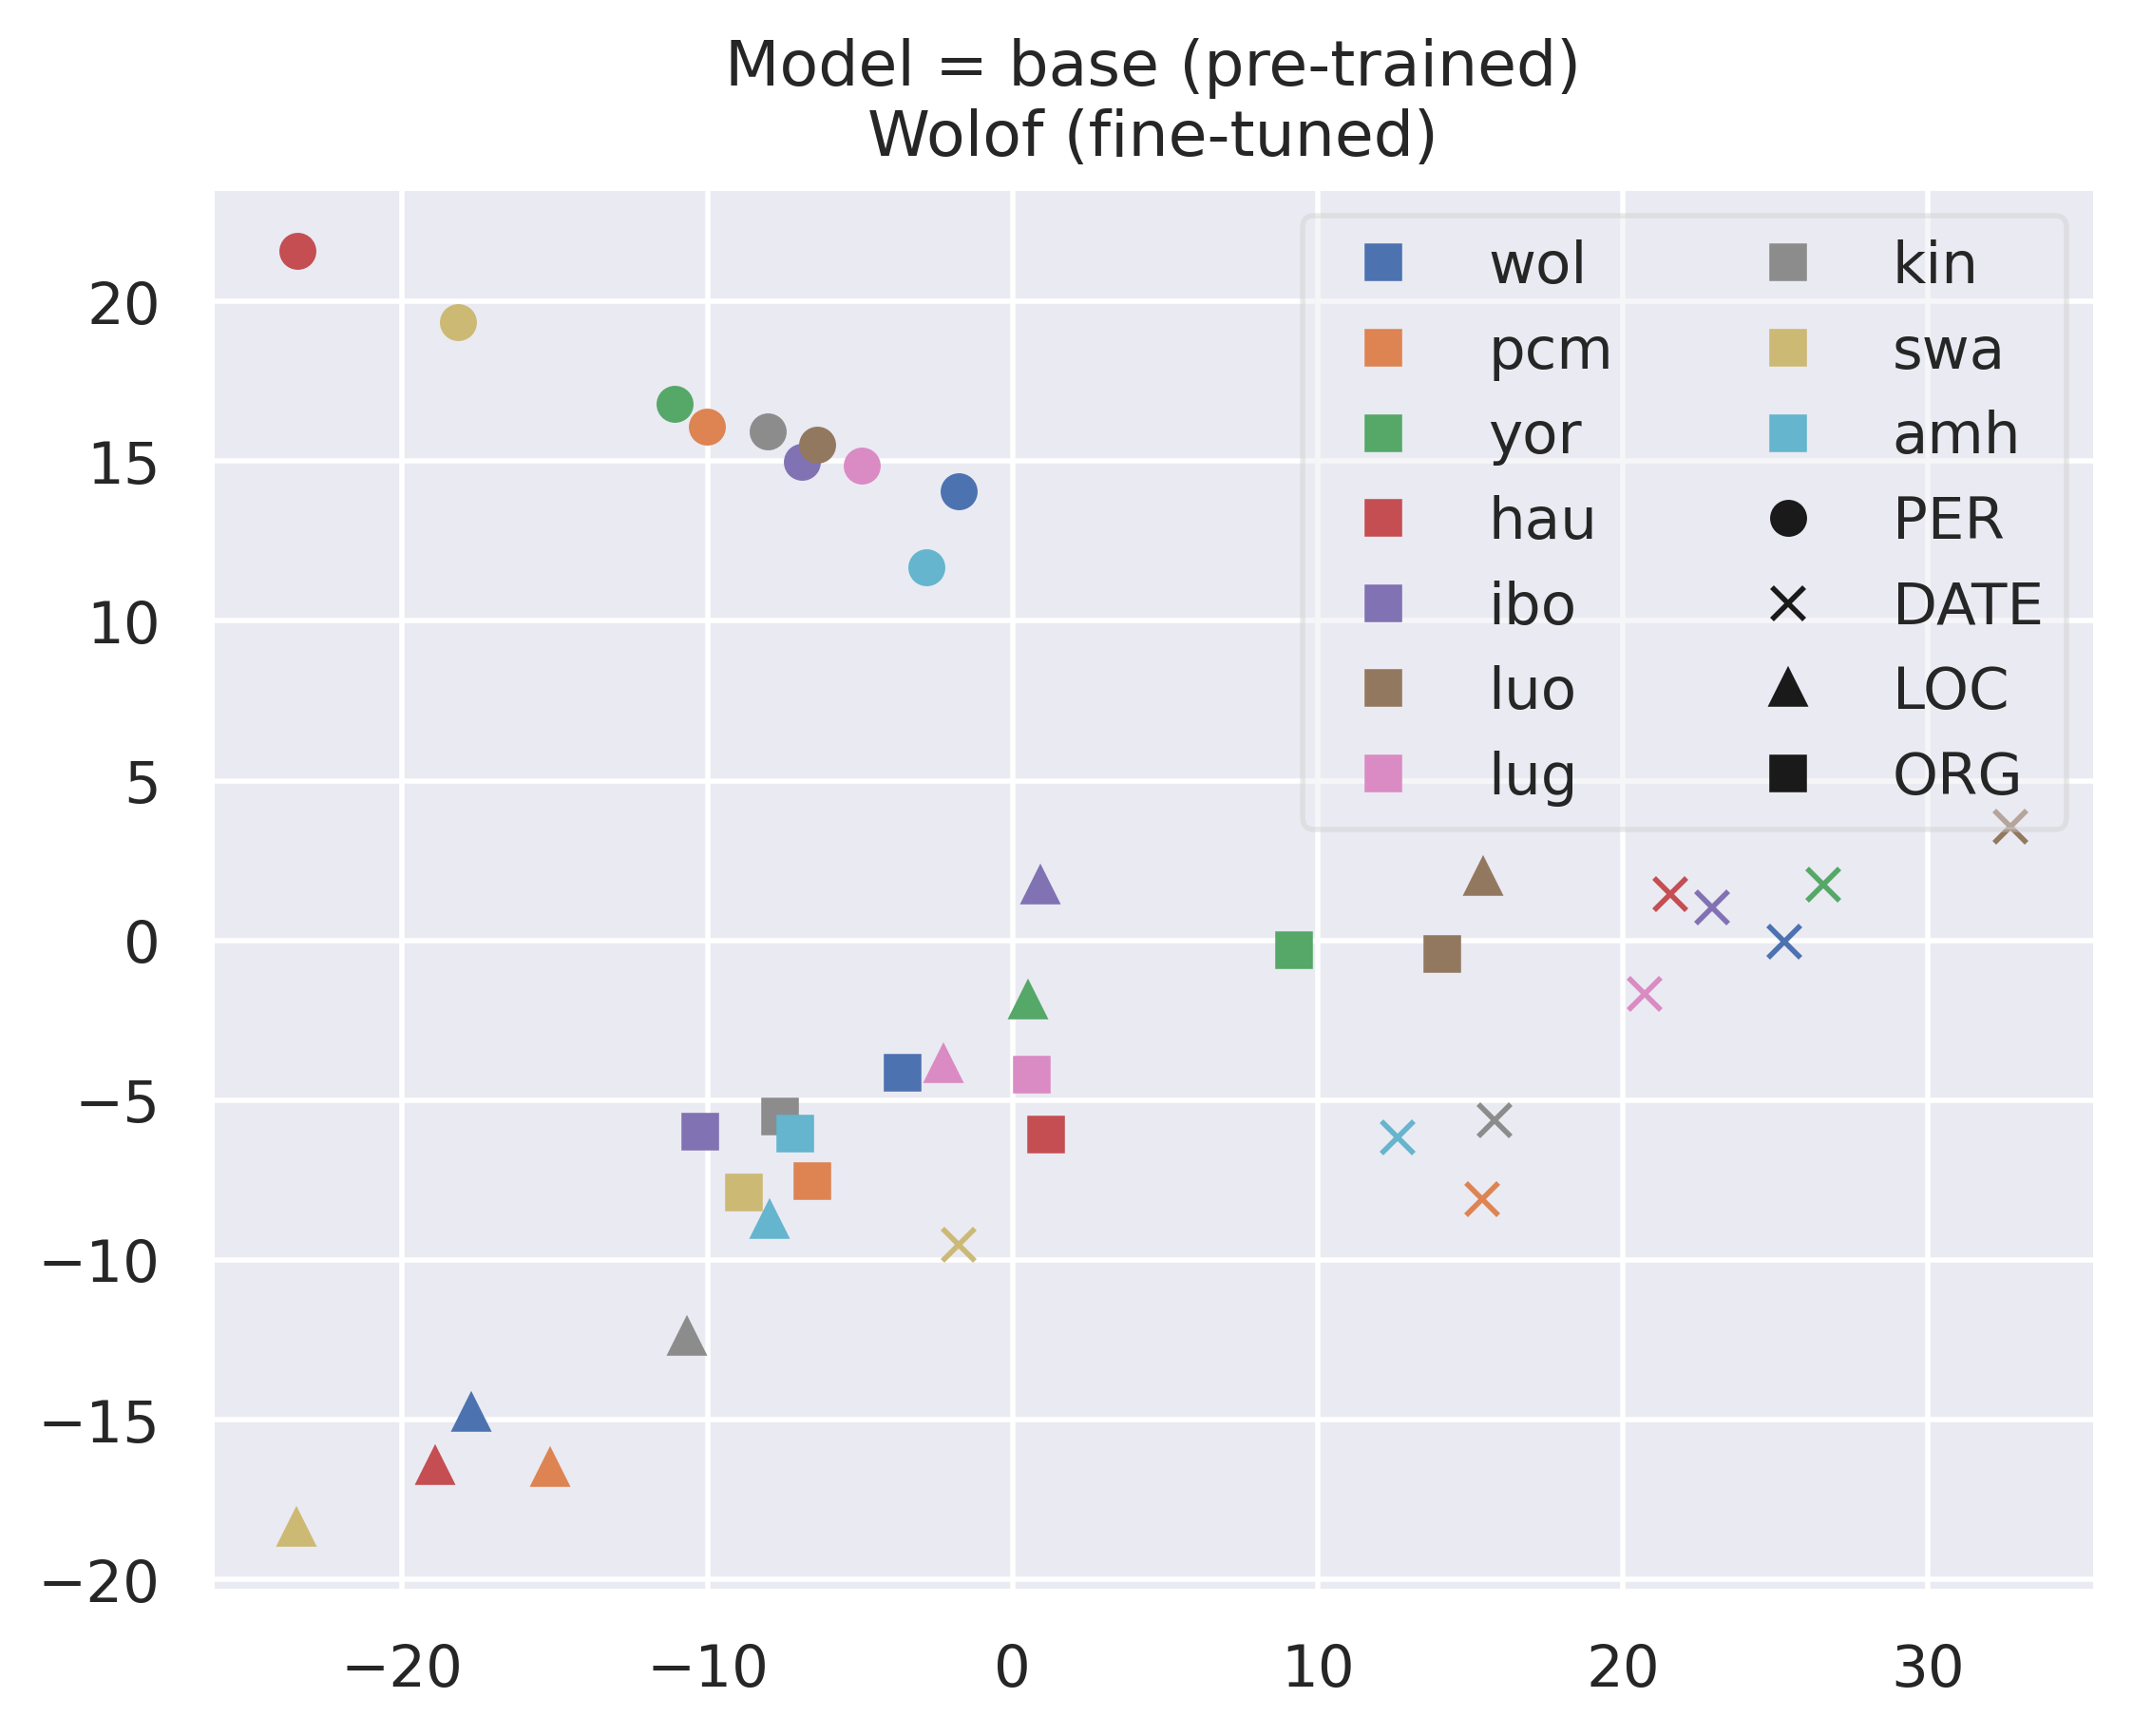 Model = base (pre-trained)
Wolof (fine-tuned)
wol
pcm
yor
hau
ibo
luo
lug
kin
swa
amh
PER
DATE
LOC
ORG
20
15
10
5
0
−5
−10
−15
−20
−20
−10
0
10
20
30